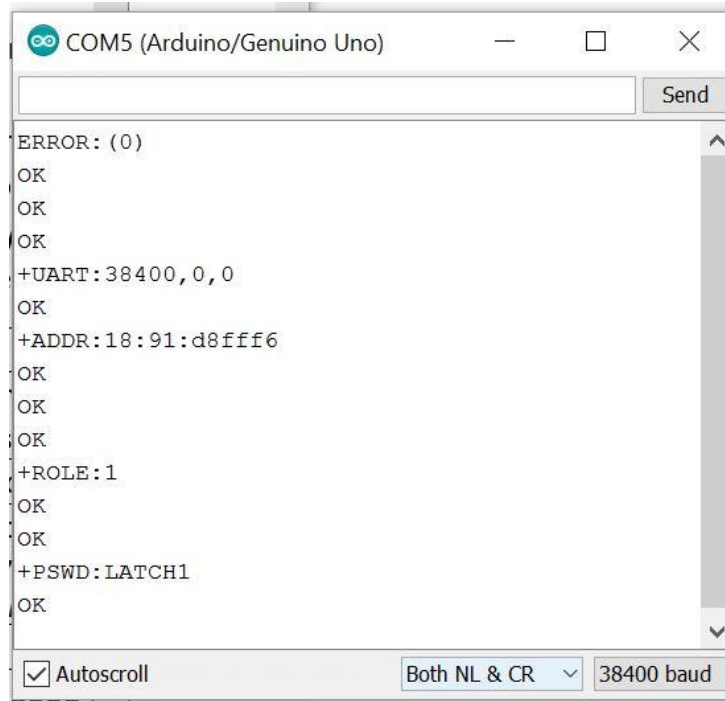 COM5 (Arduino/Genuino Uno)
Send
ERROR:(0)
OK
OK
OK
+UART:38400,0,0
OK
+ADDR:18:91:d8fff6
OK
OK
OK
+ROLE:1
OK
OK
+PSWD:LATCH1
OK
Autoscroll
Both NL & CR
38400 baud